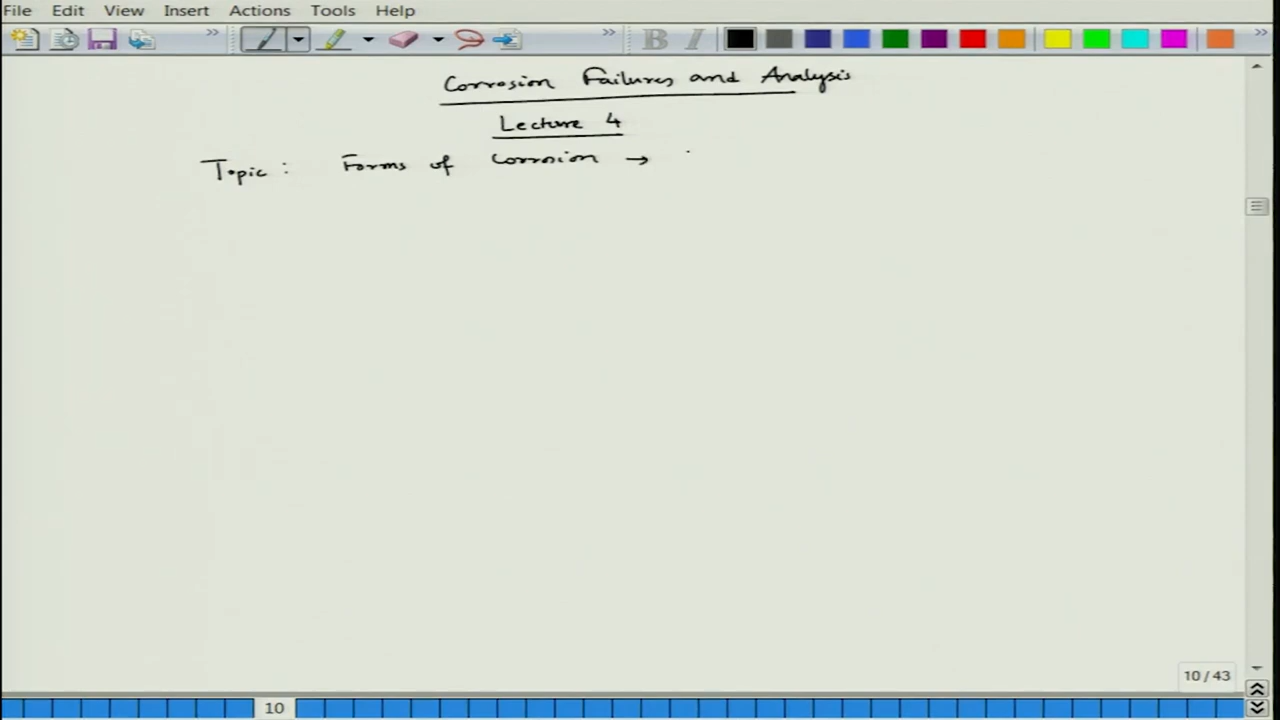 File Edit View Insert Actions Tools Help
B I
Corrosion Failures and Analysis
Lecture 4
Topic : Forms of Corrosion →
10 / 43
10